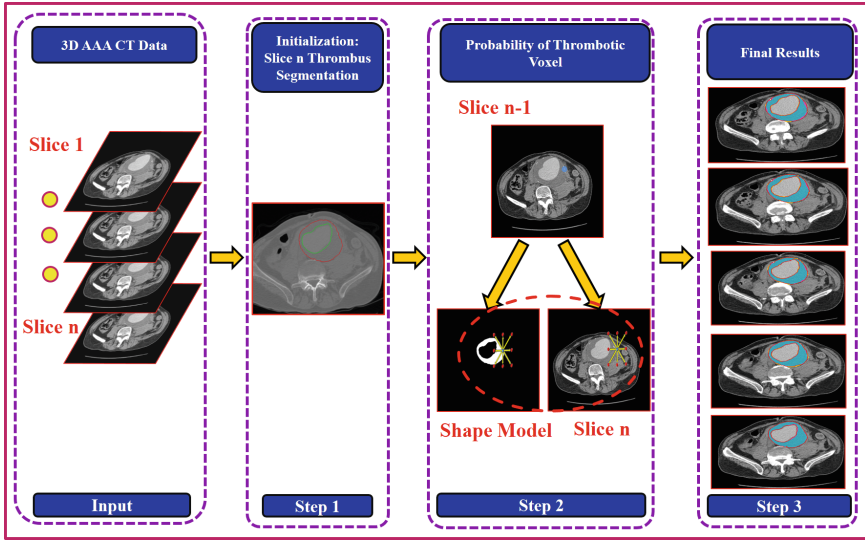 3D AAA CT Data
Initialization:
Slice n Thrombus
Segmentation
Probability of Thrombotic
Voxel
Final Results
Slice 1
Slice n
Slice n-1
Shape Model
Slice n
Input
Step 1
Step 2
Step 3